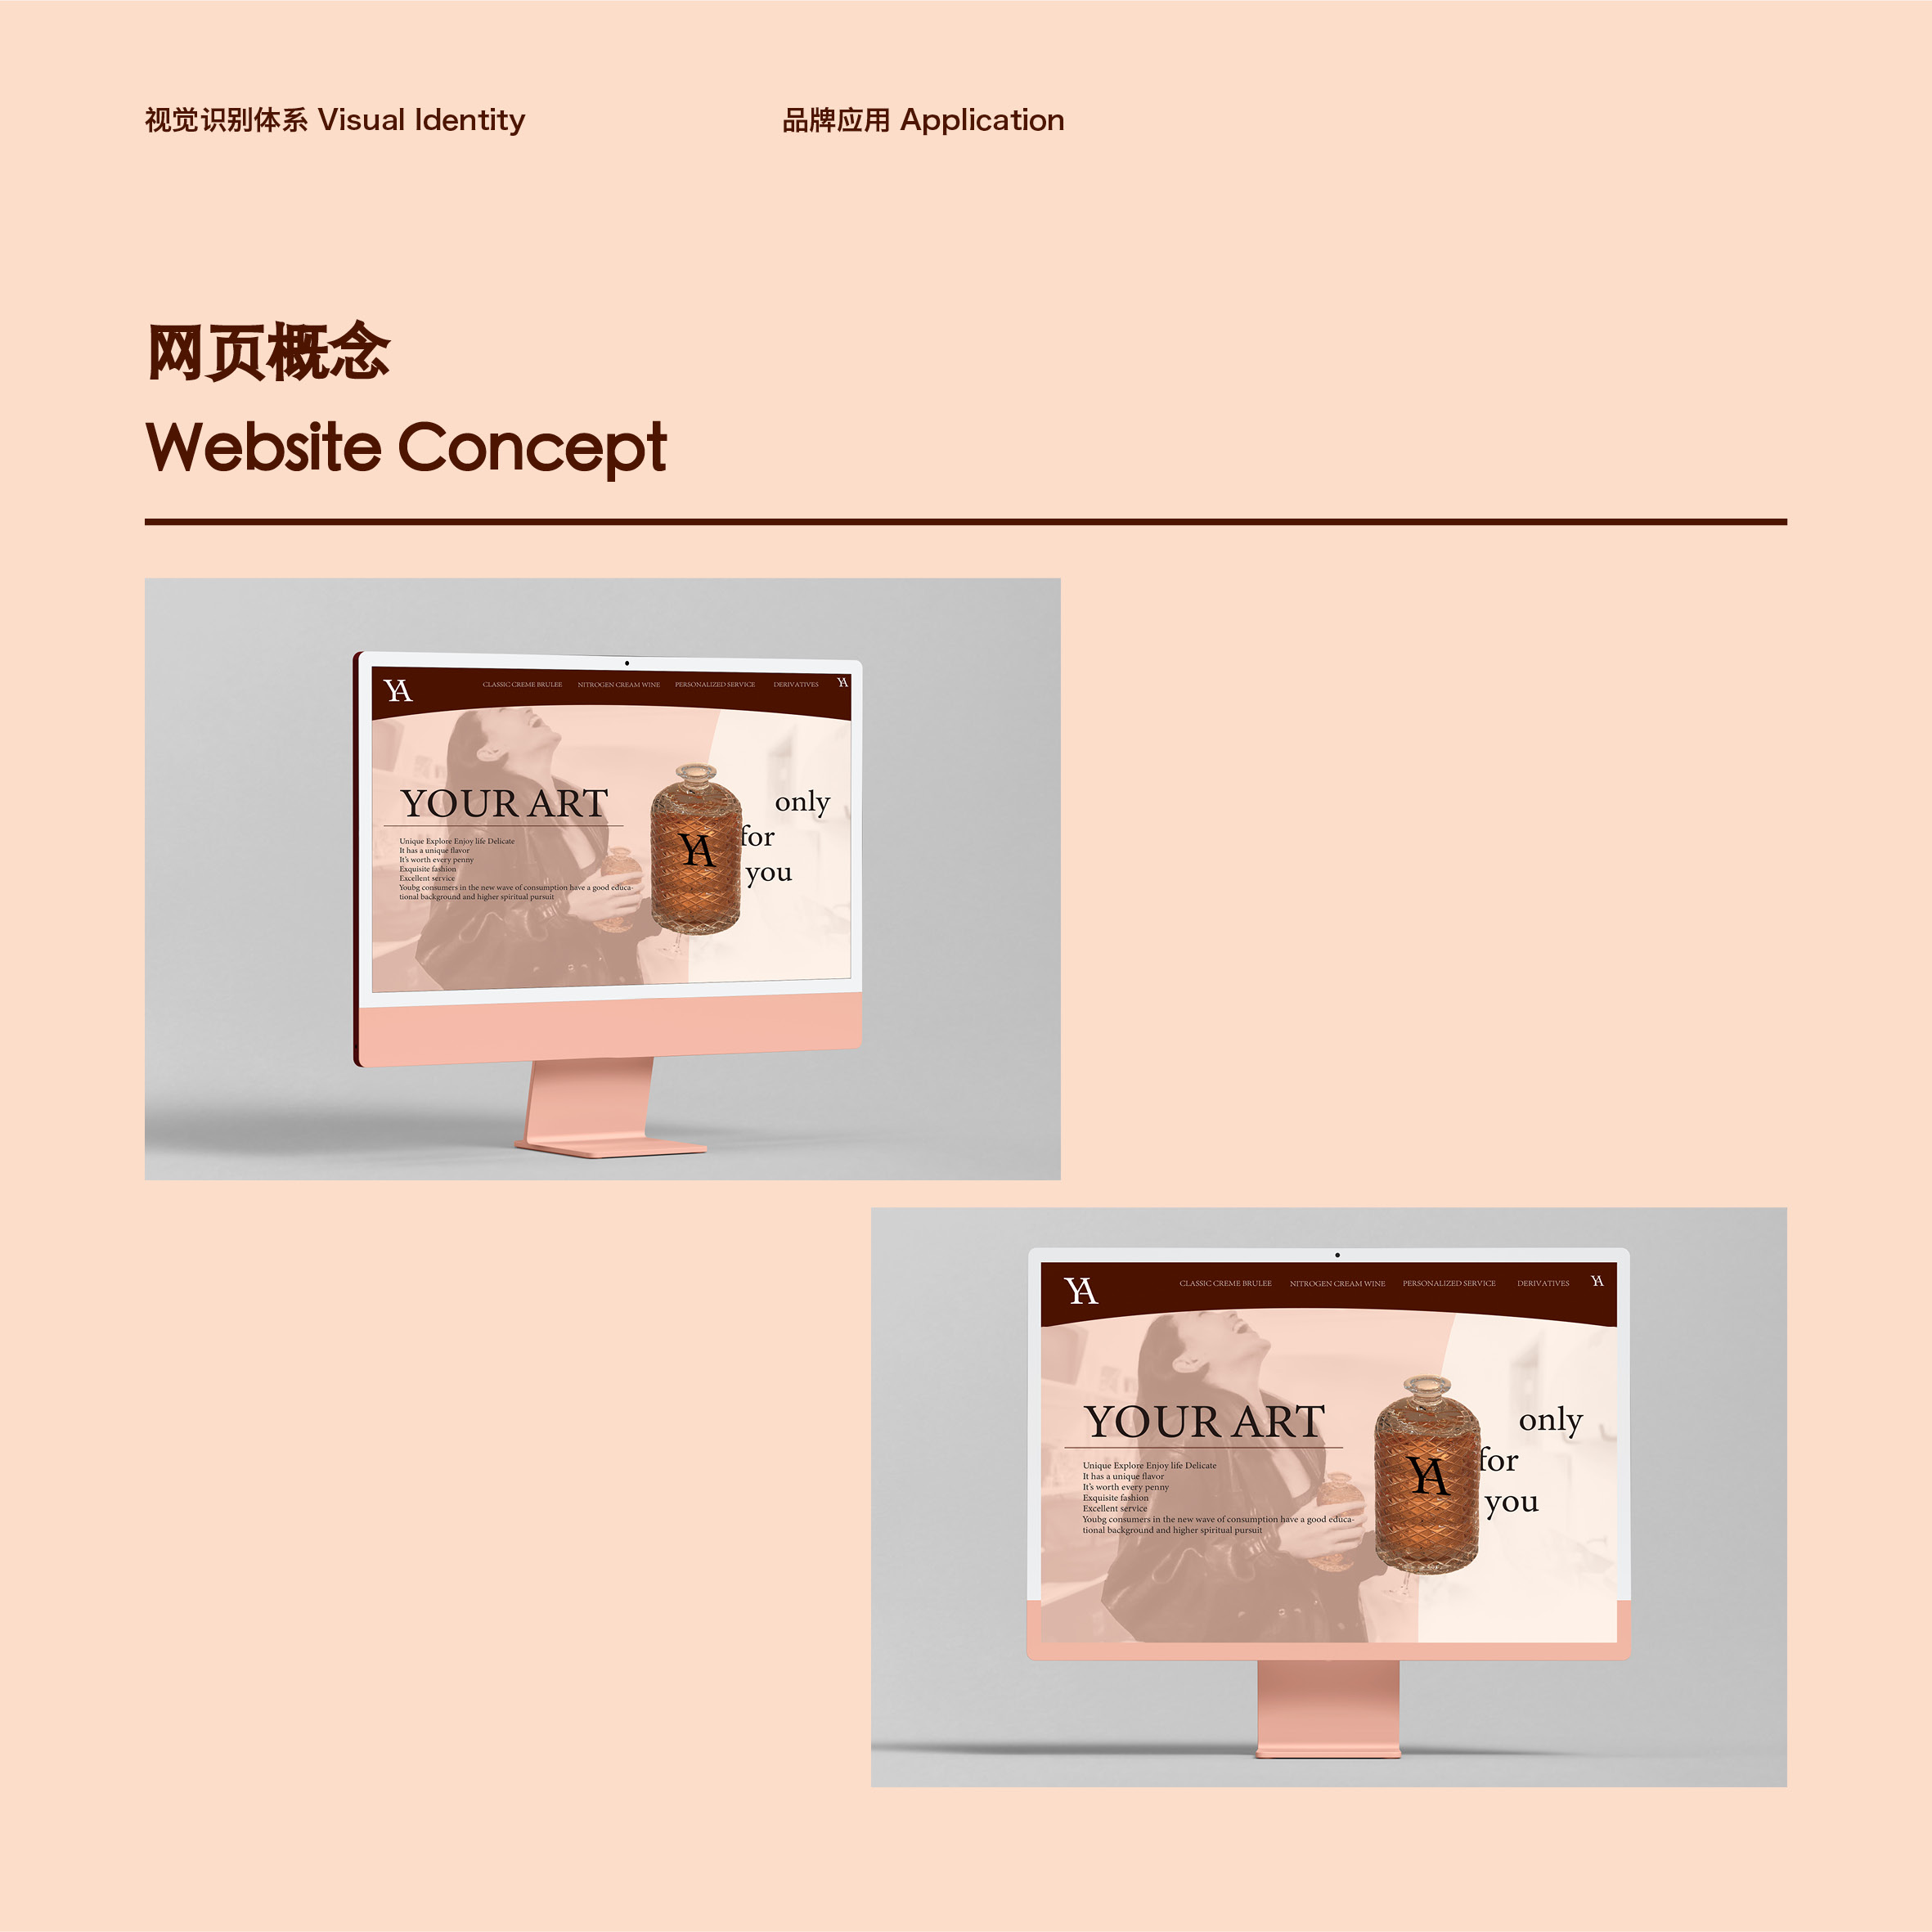 视觉识别体系 Visual Identity
品牌应用 Application
网页概念
Website Concept
YA
CLASSIC CREME BRULEE
NITROGEN CREAM WINE
PERSONALIZED SERVICE
DERIVATIVES
YA
YOUR ART
Unique Explore Enjoy life Delicate
It has a unique flavor
It's worth every penny
Exquisite fashion
Excellent service
Youbg consumers in the new wave of consumption have a good educa-
tional background and higher spiritual pursuit
YA
only
for
you
YA
CLASSIC CREME BRULEE
NITROGEN CREAM WINE
PERSONALIZED SERVICE
DERIVATIVES
YA
YOUR ART
Unique Explore Enjoy life Delicate
It has a unique flavor
It's worth every penny
Exquisite fashion
Excellent service
Youbg consumers in the new wave of consumption have a good educa-
tional background and higher spiritual pursuit
YA
only
for
you